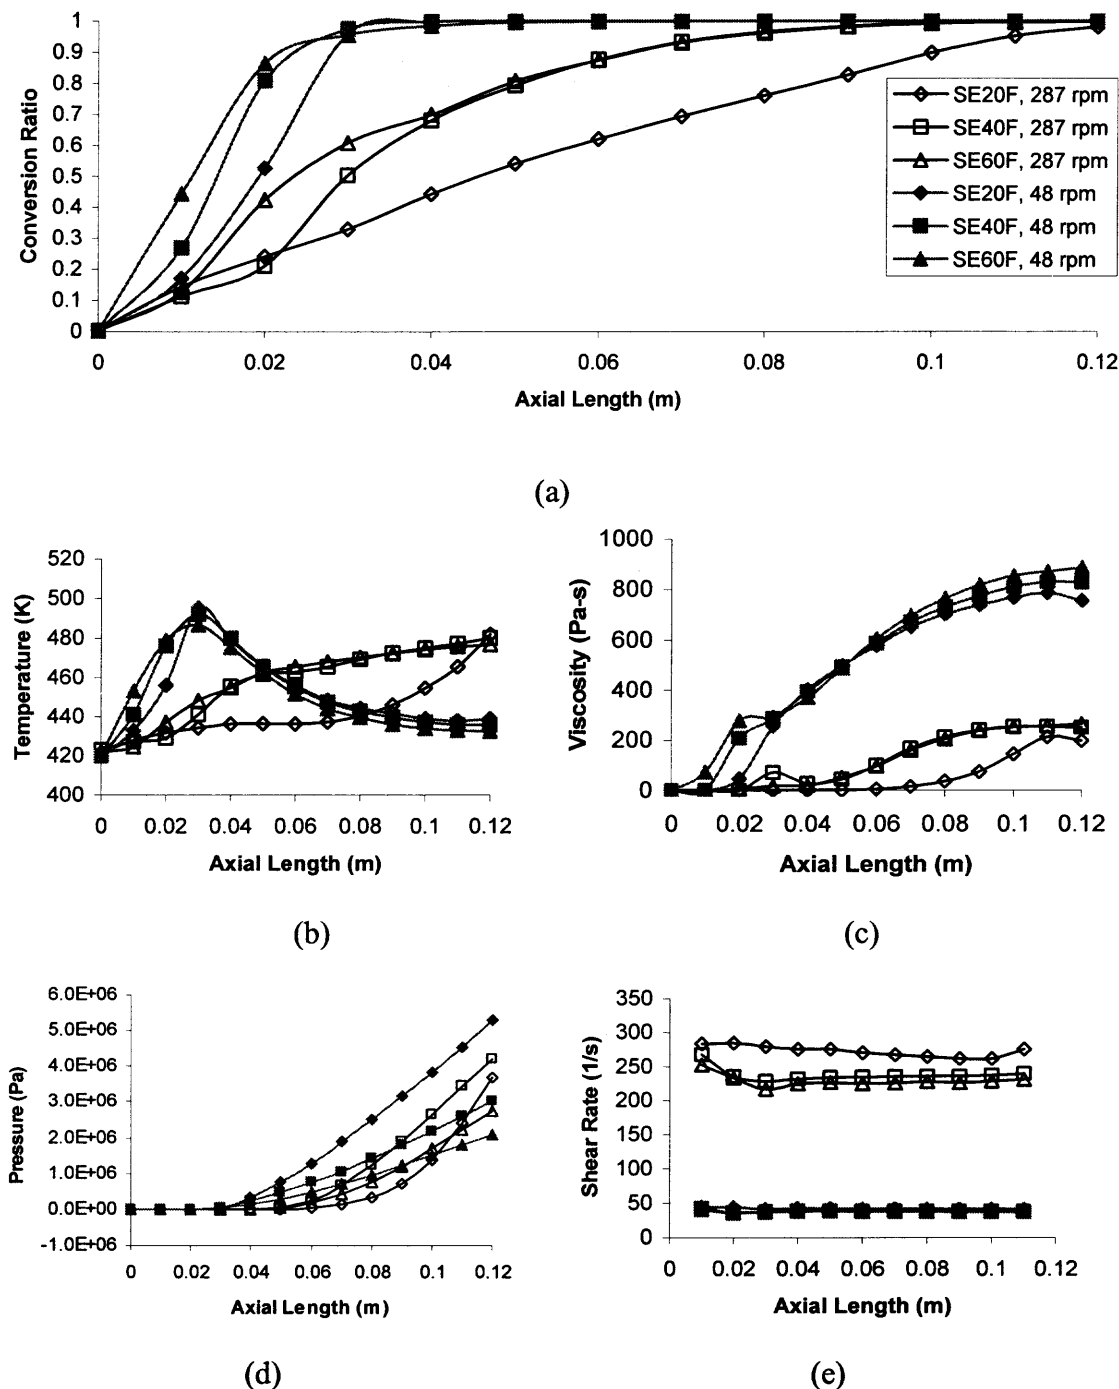 1
0.9
0.8
0.7
0.6
0.5
0.4
0.3
0.2
0.1
0
Conversion Ratio
0 0.02 0.04 0.06 0.08 0.1 0.12
Axial Length (m)
SE20F, 287 rpm
SE40F, 287 rpm
SE60F, 287 rpm
SE20F, 48 rpm
SE40F, 48 rpm
SE60F, 48 rpm
(a)
520
500
480
460
440
420
400
Temperature (K)
0 0.02 0.04 0.06 0.08 0.1 0.12
Axial Length (m)
(b)
1000
800
600
400
200
0
Viscosity (Pa-s)
0 0.02 0.04 0.06 0.08 0.1 0.12
Axial Length (m)
(c)
6.0E+06
5.0E+06
4.0E+06
3.0E+06
2.0E+06
1.0E+06
0.0E+00
-1.0E+06
Pressure (Pa)
0 0.02 0.04 0.06 0.08 0.1 0.12
Axial Length (m)
(d)
350
300
250
200
150
100
50
0
Shear Rate (1/s)
0 0.02 0.04 0.06 0.08 0.1 0.12
Axial Length (m)
(e)